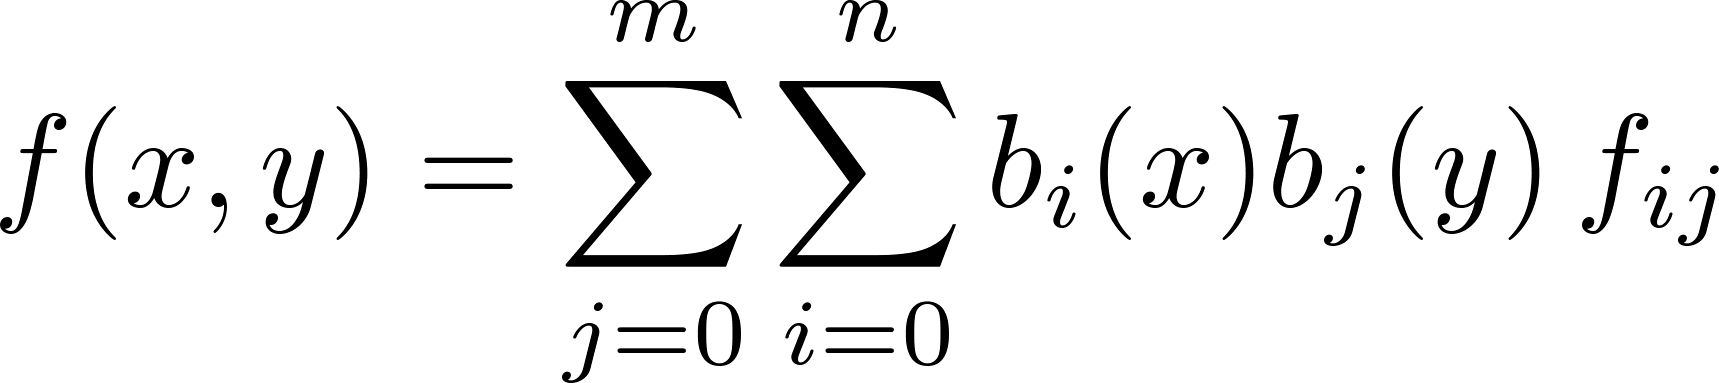 f(x, y) = \sum_{j=0}^{m} \sum_{i=0}^{n} b_i(x) b_j(y) f_{ij}